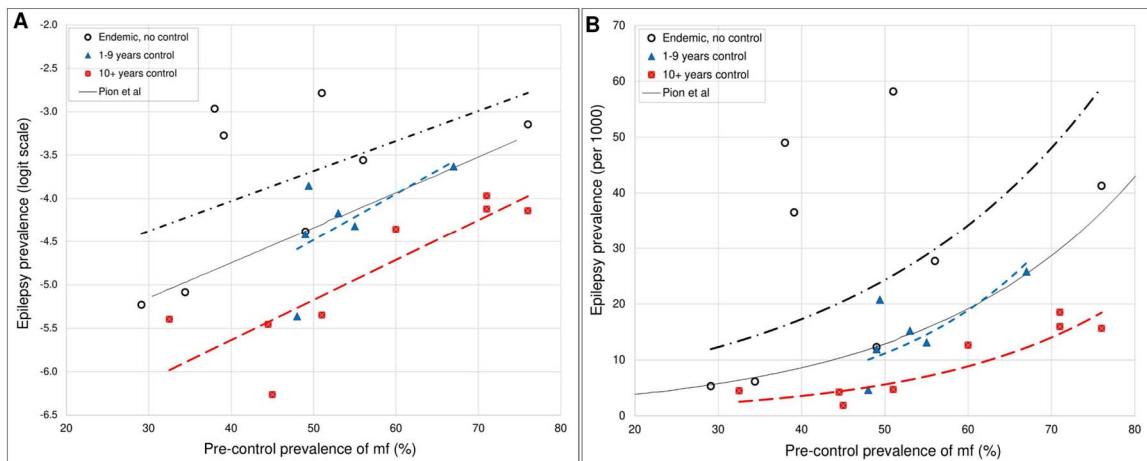 A
-2.0
-2.5
-3.0
-3.5
-4.0
-4.5
-5.0
-5.5
-6.0
-6.5
Epilepsy prevalence (logit scale)
Endemic, no control
1-9 years control
10+ years control
Pion et al
20 30 40 50 60 70 80
Pre-control prevalence of mf (%)
B
70
60
50
40
30
20
10
0
Epilepsy prevalence (per 1000)
Endemic, no control
1-9 years control
10+ years control
Pion et al
20 30 40 50 60 70 80
Pre-control prevalence of mf (%)